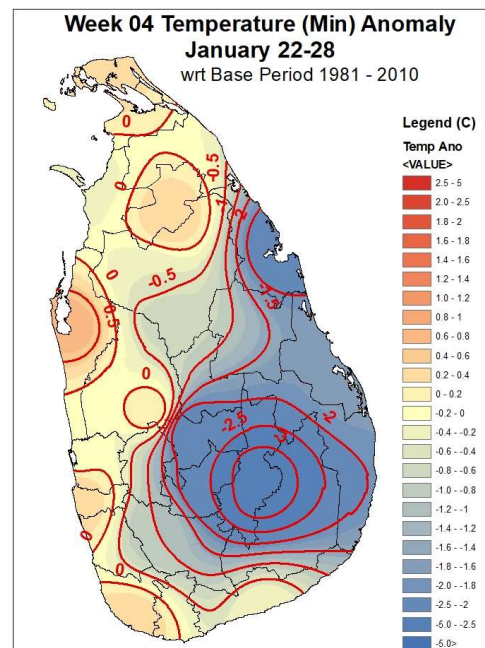 Week 04 Temperature (Min) Anomaly
January 22-28
wrt Base Period 1981 - 2010
Legend (C)
Temp Ano
<VALUE>
2.5 - 5
2.0 - 2.5
1.8 - 2
1.6 - 1.8
1.4 - 1.6
1.2 - 1.4
1.0 - 1.2
0.8 - 1
0.6 - 0.8
0.4 - 0.6
0.2 - 0.4
0 - 0.2
-0.2 - 0
-0.4 - -0.2
-0.6 - -0.4
-0.8 - -0.6
-1.0 - -0.8
-1.2 - -1
-1.4 - -1.2
-1.6 - -1.4
-1.8 - -1.6
-2.0 - -1.8
-2.5 - -2
-5.0 - -2.5
-5.0>
0
0
-0.5
2
0
-0.5
-1.5
0
-2.5
2
0
0